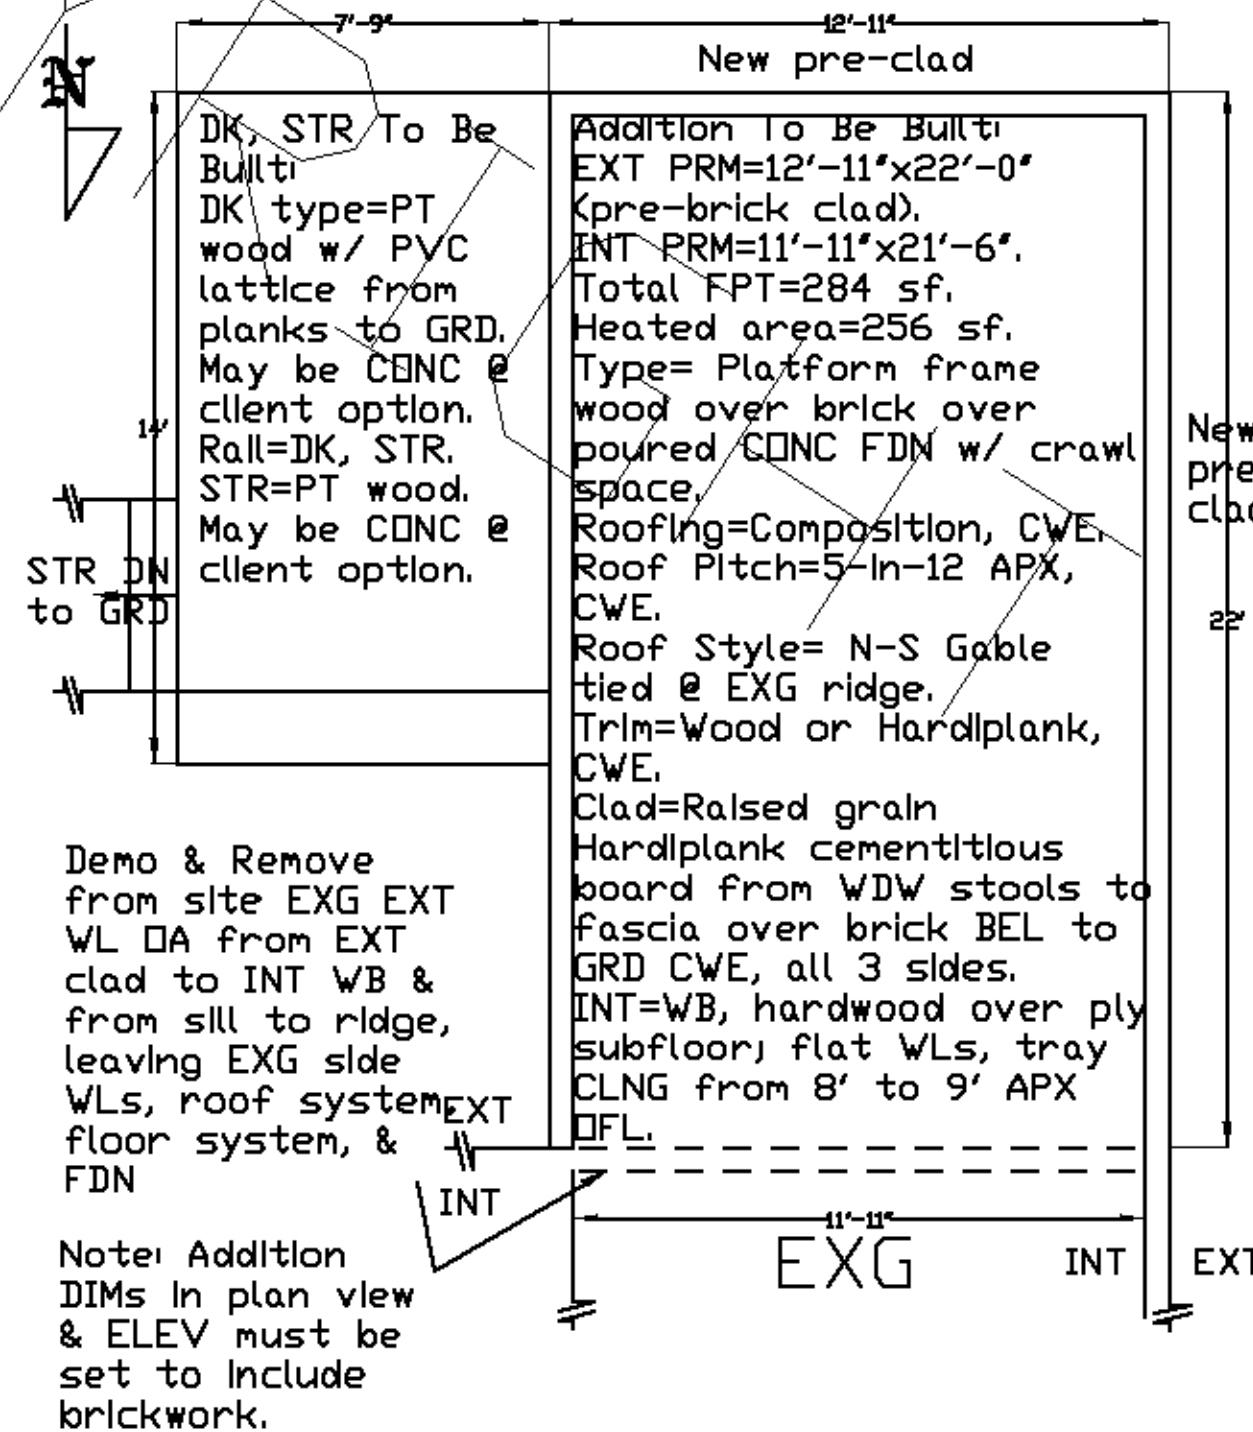 7'-9"
12'-11"
New pre-clad
N
DK, STR To Be
Built:
DK type=PT
wood w/ PVC
lattice from
planks to GRD.
May be CONC @
client option.
Rail=DK, STR.
STR=PT wood.
May be CONC @
client option.
14'
STR DN
to GRD
Addition To Be Built:
EXT PRM=12'-11"x22'-0"
(pre-brick clad).
INT PRM=11'-11"x21'-6".
Total FPT=284 sf.
Heated area=256 sf.
Type= Platform frame
wood over brick over
poured CONC FDN w/ crawl
space.
Roofing=Composition, CWE.
Roof Pitch=5-in-12 APX,
CWE.
Roof Style= N-S Gable
tied @ EXG ridge.
Trim=Wood or Hardiplank,
CWE.
Clad=Raised grain
Hardiplank cementitious
board from WDW stools to
fascia over brick BEL to
GRD CWE, all 3 sides.
INT=WB, hardwood over ply
subfloor; flat WLs, tray
CLNG from 8' to 9' APX
OFL.
New
pre
clad
22'
Demo & Remove
from site EXG EXT
WL OA from EXT
clad to INT WB &
from sill to ridge,
leaving EXG side
WLs, roof system,
floor system, &
FDN
EXT
INT
11'-11"
EXG
INT
EXT
Note: Addition
DIMs in plan view
& ELEV must be
set to include
brickwork.